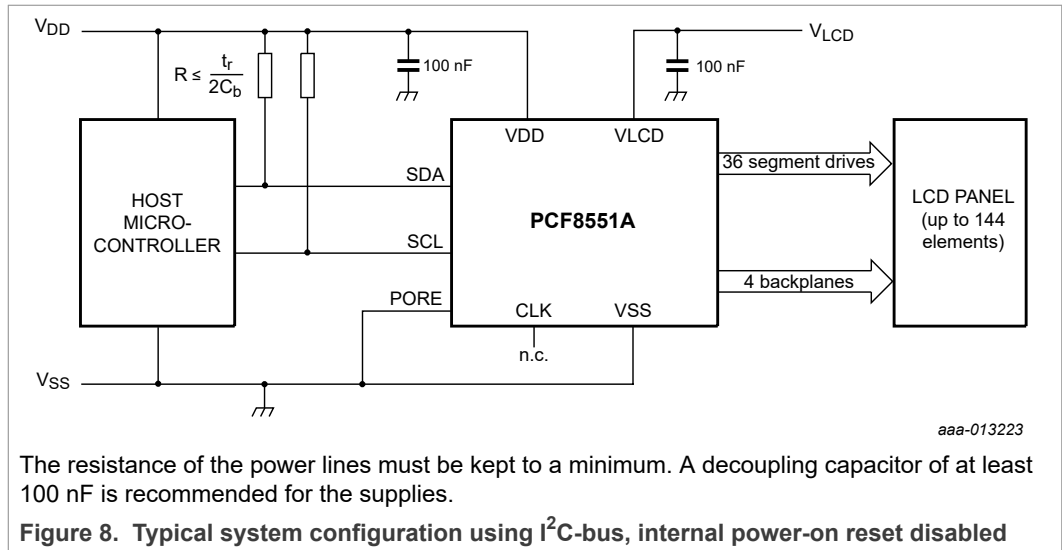 VDD
VLCD
R ≤ tr / 2Cb
100 nF
100 nF
VDD
VLCD
SDA
36 segment drives
HOST
MICRO-
CONTROLLER
PCF8551A
LCD PANEL
(up to 144
elements)
SCL
4 backplanes
PORE
CLK
VSS
n.c.
VSS
aaa-013223
The resistance of the power lines must be kept to a minimum. A decoupling capacitor of at least
100 nF is recommended for the supplies.
Figure 8. Typical system configuration using I²C-bus, internal power-on reset disabled